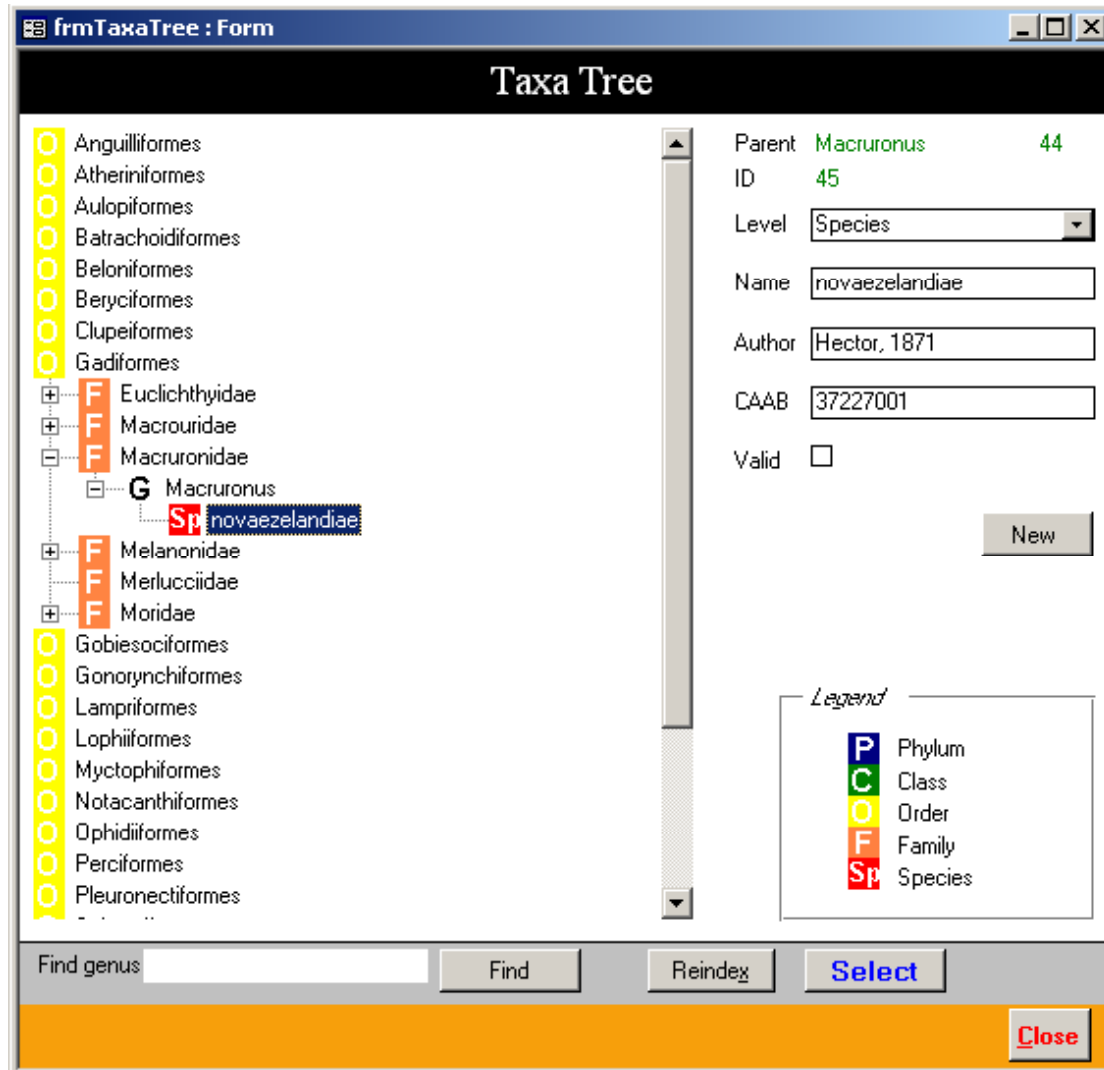 frmTaxaTree : Form
Taxa Tree
O Anguilliformes
O Atheriniformes
O Aulopiformes
O Batrachoidiformes
O Beloniformes
O Beryciformes
O Clupeiformes
O Gadiformes
F Euclichthyidae
F Macrouridae
F Macruronidae
G Macruronus
Sp novaezelandiae
F Melanonidae
F Merlucciidae
F Moridae
O Gobiesociformes
O Gonorynchiformes
O Lampriformes
O Lophiiformes
O Myctophiformes
O Notacanthiformes
O Ophidiiformes
O Perciformes
O Pleuronectiformes
Parent Macruronus 44
ID 45
Level Species
Name novaezelandiae
Author Hector, 1871
CAAB 37227001
Valid
New
Legend
P Phylum
C Class
O Order
F Family
Sp Species
Find genus Find Reindex Select
Close